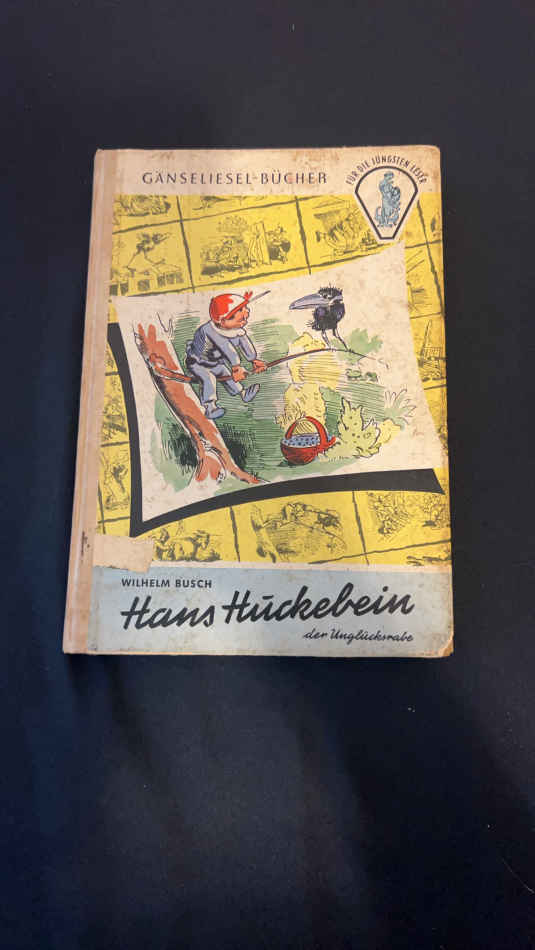 GÄNSELIESEL-BÜCHER
FÜR DIE JÜNGSTEN LESER
WILHELM BUSCH
Hans Huckebein
der Unglücksrabe